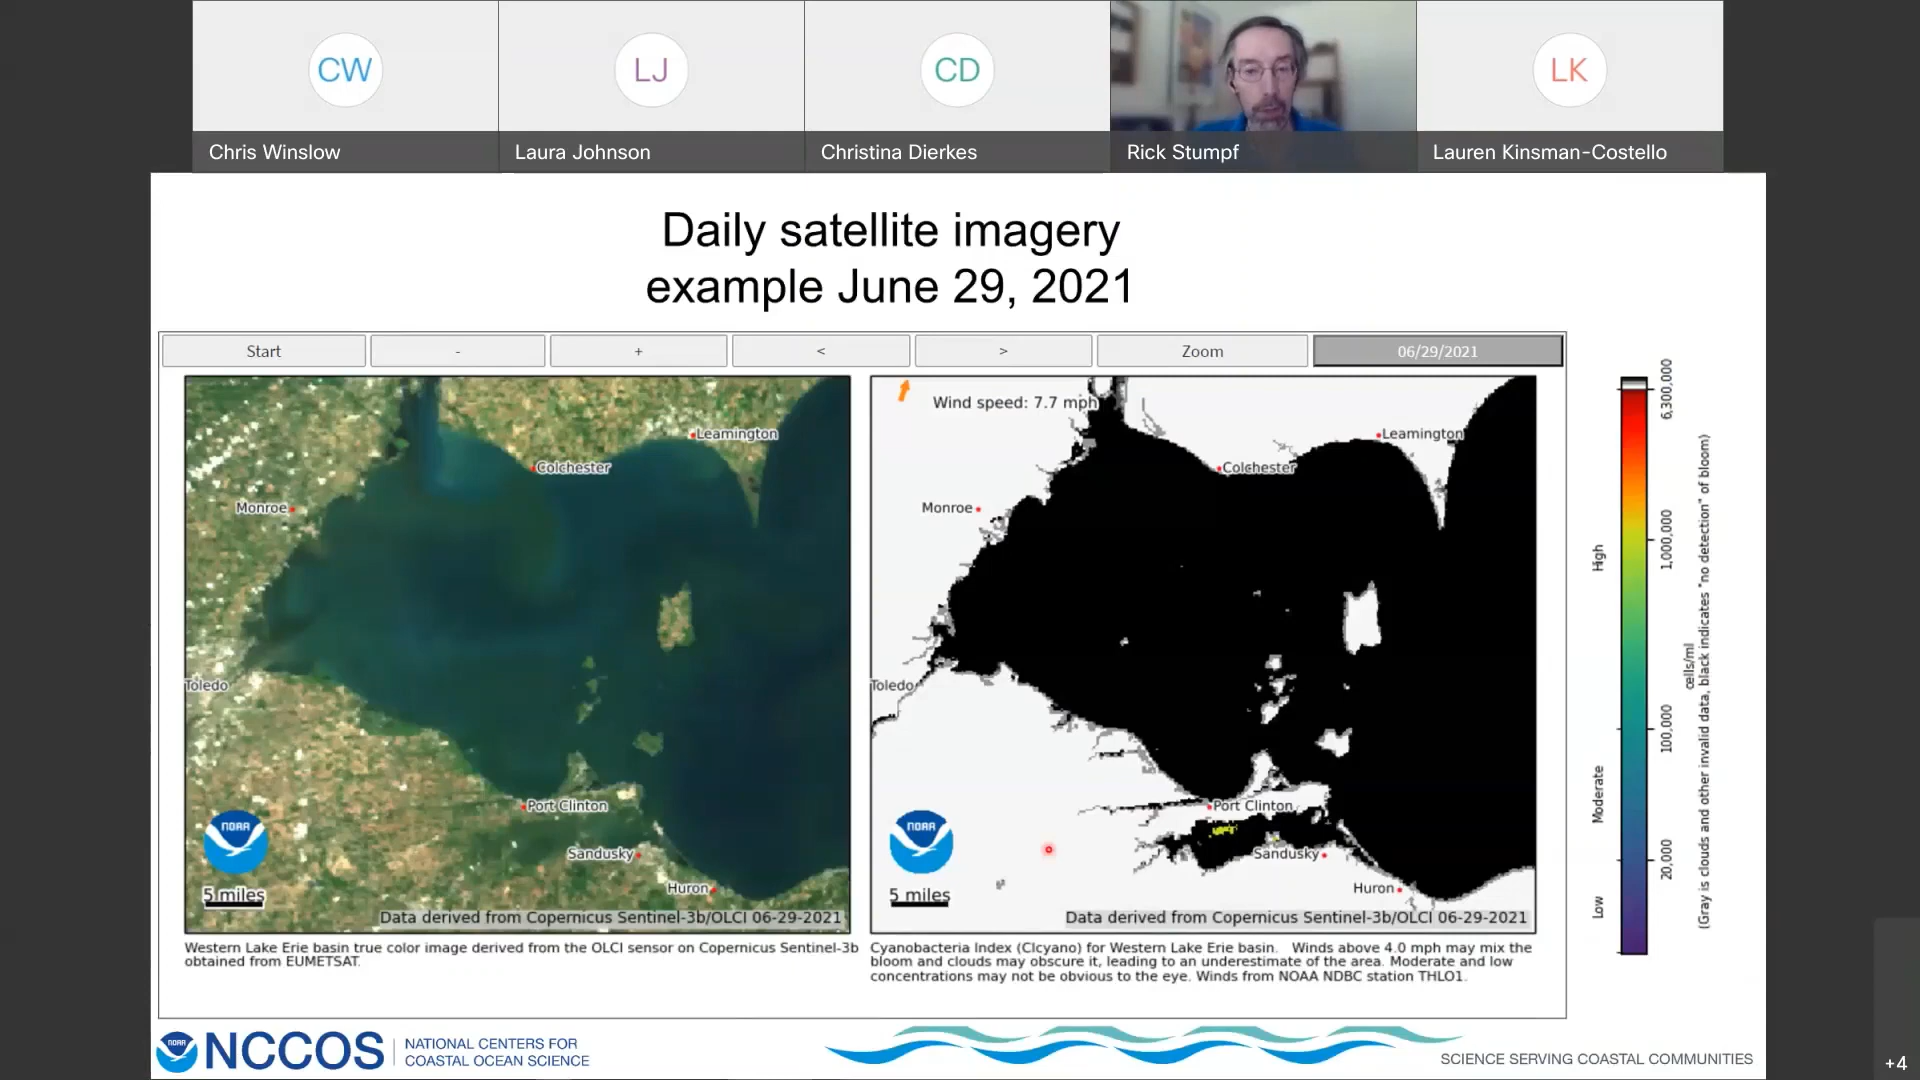 CW
LJ
CD
LK
Chris Winslow
Laura Johnson
Christina Dierkes
Rick Stumpf
Lauren Kinsman-Costello
Daily satellite imagery
example June 29, 2021
Start
-
+
<
>
Zoom
06/29/2021
Leamington
Colchester
Monroe
Toledo
Port Clinton
Sandusky
Huron
NOAA
5 miles
Data derived from Copernicus Sentinel-3b/OLCI 06-29-2021
Western Lake Erie basin true color image derived from the OLCI sensor on Copernicus Sentinel-3b
obtained from EUMETSAT.
Wind speed: 7.7 mph
Leamington
Colchester
Monroe
Toledo
Port Clinton
Sandusky
Huron
NOAA
5 miles
Data derived from Copernicus Sentinel-3b/OLCI 06-29-2021
Cyanobacteria Index (CIcyano) for Western Lake Erie basin. Winds above 4.0 mph may mix the
bloom and clouds may obscure it, leading to an underestimate of the area. Moderate and low
concentrations may not be obvious to the eye. Winds from NOAA NDBC station THLO1.
Low Moderate High
20,000 100,000 1,000,000 6,300,000
cells/ml
(Gray is clouds and other invalid data, black indicates "no detection" of bloom)
NOAA
NCCOS
NATIONAL CENTERS FOR
COASTAL OCEAN SCIENCE
SCIENCE SERVING COASTAL COMMUNITIES
+4